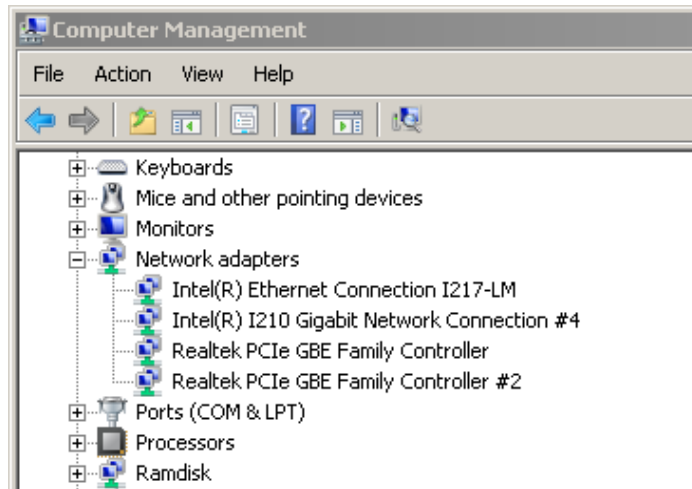 Computer Management
File Action View Help
Keyboards
Mice and other pointing devices
Monitors
Network adapters
Intel(R) Ethernet Connection I217-LM
Intel(R) I210 Gigabit Network Connection #4
Realtek PCIe GBE Family Controller
Realtek PCIe GBE Family Controller #2
Ports (COM & LPT)
Processors
Ramdisk